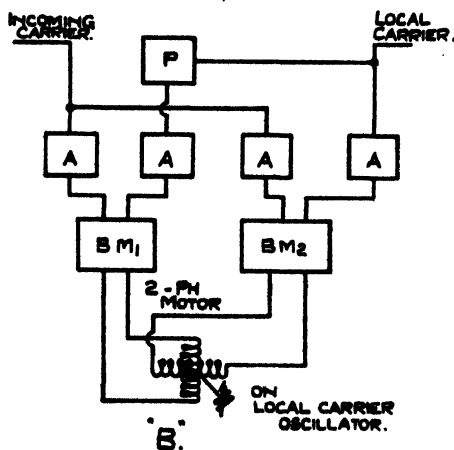 INCOMING
CARRIER.
LOCAL
CARRIER.
P
A
A
A
A
BM1
BM2
2-PH
MOTOR
ON
LOCAL CARRIER
OSCILLATOR.
"B."